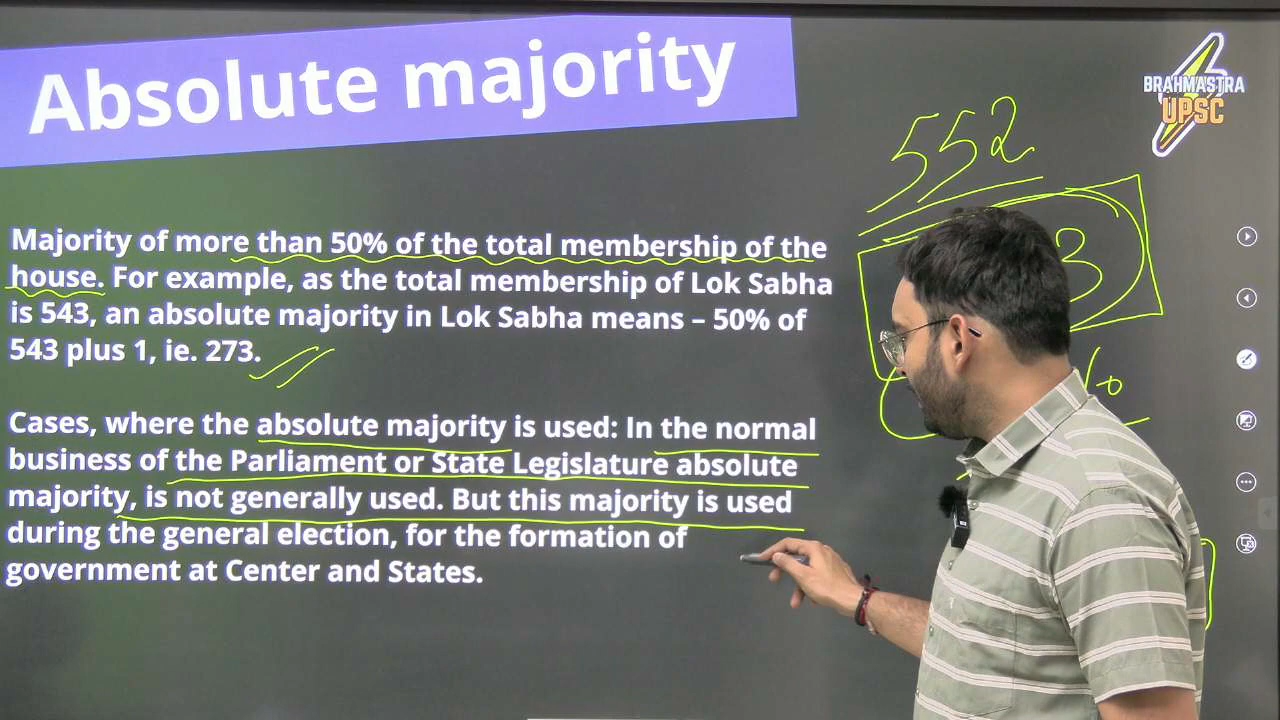 Absolute majority
BRAHMASTRA
UPSC
552
3
Majority of more than 50% of the total membership of the
house. For example, as the total membership of Lok Sabha
is 543, an absolute majority in Lok Sabha means – 50% of
543 plus 1, ie. 273.
Cases, where the absolute majority is used: In the normal
business of the Parliament or State Legislature absolute
majority, is not generally used. But this majority is used
during the general election, for the formation of
government at Center and States.